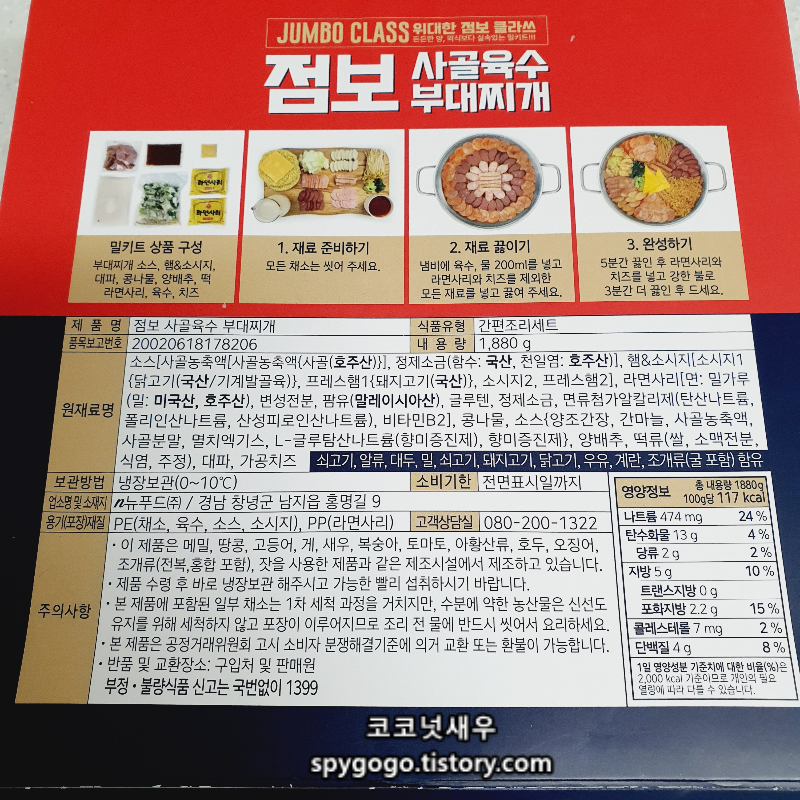 JUMBO CLASS 위대한 점보 클라쓰
든든한 양, 외식보다 실속있는 밀키트!!!
점보 사골육수
부대찌개
라면사리
라면사리
밀키트 상품 구성
부대찌개 소스, 햄&소시지,
대파, 콩나물, 양배추, 떡
라면사리, 육수, 치즈
1. 재료 준비하기
모든 채소는 씻어 주세요.
2. 재료 끓이기
냄비에 육수, 물 200ml를 넣고
라면사리와 치즈를 제외한
모든 재료를 넣고 끓여 주세요.
3. 완성하기
5분간 끓인 후 라면사리와
치즈를 넣고 강한 불로
3분간 더 끓인 후 드세요.
제 품 명 점보 사골육수 부대찌개 식품유형 간편조리세트
품목보고번호 20020618178206 내 용 량 1,880 g
원재료명
소스[사골농축액[사골농축액(사골(호주산)], 정제소금(함수: 국산, 천일염: 호주산)], 햄&소시지[소시지1
{닭고기(국산/기계발골육)}, 프레스햄1{돼지고기(국산)}, 소시지2, 프레스햄2], 라면사리[면: 밀가루
(밀: 미국산, 호주산), 변성전분, 팜유(말레이시아산), 글루텐, 정제소금, 면류첨가알칼리제(탄산나트륨,
폴리인산나트륨, 산성피로인산나트륨), 비타민B2], 콩나물, 소스{양조간장, 간마늘, 사골농축액,
사골분말, 멸치엑기스, L-글루탐산나트륨(향미증진제), 향미증진제}, 양배추, 떡류(쌀, 소맥전분,
식염, 주정), 대파, 가공치즈 쇠고기, 알류, 대두, 밀, 쇠고기, 돼지고기, 닭고기, 우유, 계란, 조개류(굴 포함) 함유
보관방법 냉장보관(0~10℃) 소비기한 전면표시일까지
업소명 및 소재지 n뉴푸드㈜ / 경남 창녕군 남지읍 홍명길 9
용기(포장)재질 PE(채소, 육수, 소스, 소시지), PP(라면사리) 고객상담실 080-200-1322
주의사항
· 이 제품은 메밀, 땅콩, 고등어, 게, 새우, 복숭아, 토마토, 아황산류, 호두, 오징어,
조개류(전복,홍합 포함), 잣을 사용한 제품과 같은 제조시설에서 제조하고 있습니다.
· 제품 수령 후 바로 냉장보관 해주시고 가능한 빨리 섭취하시기 바랍니다.
· 본 제품에 포함된 일부 채소는 1차 세척 과정을 거치지만, 수분에 약한 농산물은 신선도
유지를 위해 세척하지 않고 포장이 이루어지므로 조리 전 물에 반드시 씻어서 요리하세요.
· 본 제품은 공정거래위원회 고시 소비자 분쟁해결기준에 의거 교환 또는 환불이 가능합니다.
· 반품 및 교환장소: 구입처 및 판매원
부정·불량식품 신고는 국번없이 1399
영양정보 총 내용량 1880g
100g당 117 kcal
나트륨 474 mg 24 %
탄수화물 13 g 4 %
당류 2 g 2 %
지방 5 g 10 %
트랜스지방 0 g
포화지방 2.2 g 15 %
콜레스테롤 7 mg 2 %
단백질 4 g 8 %
1일 영양성분 기준치에 대한 비율(%)은
2,000 kcal 기준이므로 개인의 필요
열량에 따라 다를 수 있습니다.
코코넛새우
spygogo.tistory.com